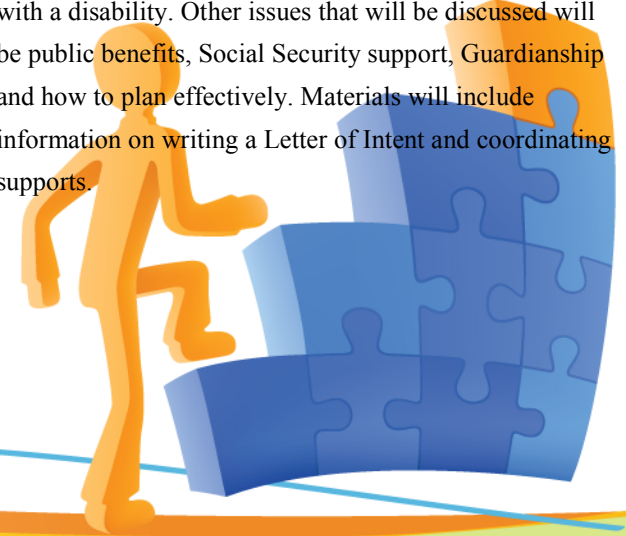 with a disability. Other issues that will be discussed will
be public benefits, Social Security support, Guardianship
and how to plan effectively. Materials will include
information on writing a Letter of Intent and coordinating
supports.